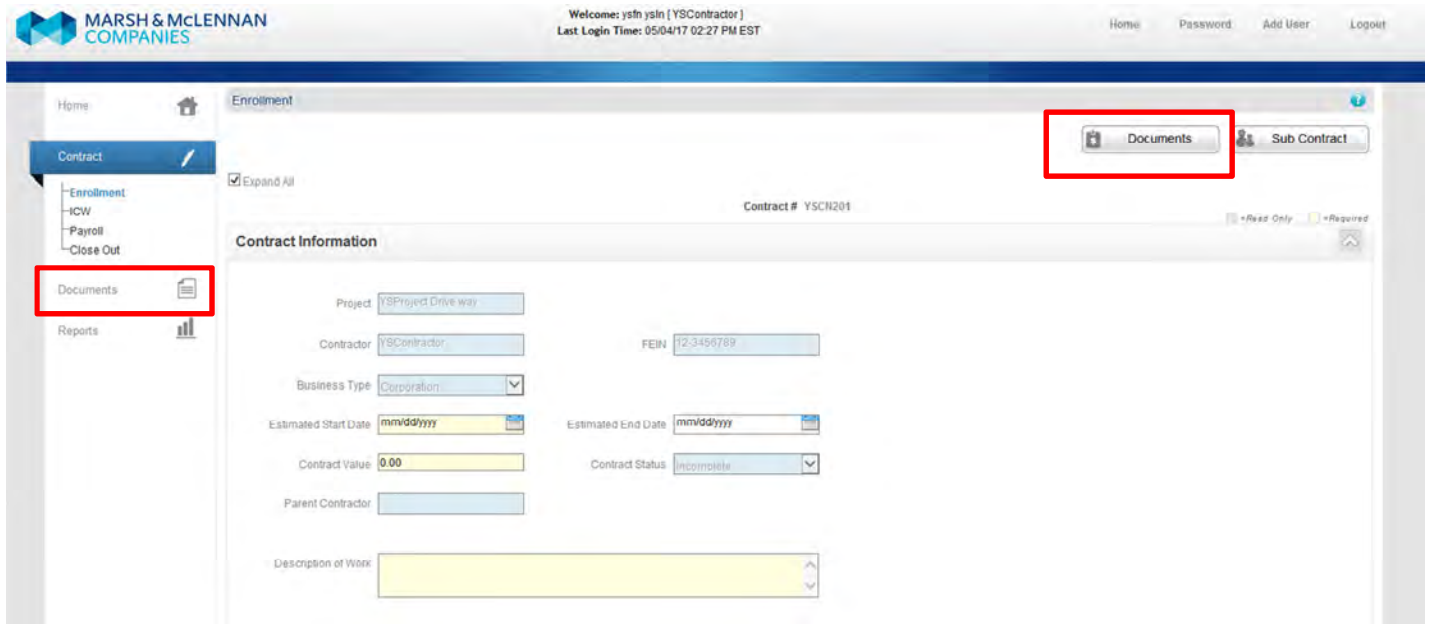 MARSH & McLENNAN
COMPANIES
Welcome: ysfn ysln [ YSContractor ]
Last Login Time: 05/04/17 02:27 PM EST
Home Password Add User Logout
Home
Enrollment
Documents Sub Contract
Contract
Expand All
Enrollment
ICW
Payroll
Close Out
Contract # YSCN201
=Read Only =Required
Contract Information
Documents
Reports
Project YSProject Drive way
Contractor YSContractor FEIN 12-3456789
Business Type Corporation
Estimated Start Date mm/dd/yyyy Estimated End Date mm/dd/yyyy
Contract Value 0.00 Contract Status Incomplete
Parent Contractor
Description of Work